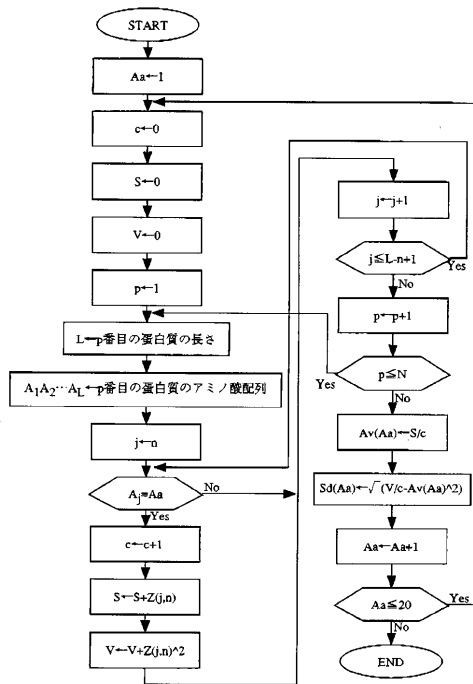 START
Aa←1
c←0
S←0
V←0
p←1
L←p番目の蛋白質の長さ
A1A2…AL←p番目の蛋白質のアミノ酸配列
j←n
Aj=Aa
No
Yes
c←c+1
S←S+Z(j,n)
V←V+Z(j,n)^2
j←j+1
j≦L-n+1
Yes
No
p←p+1
p≦N
Yes
No
Av(Aa)←S/c
Sd(Aa)←√(V/c-Av(Aa)^2)
Aa←Aa+1
Aa≦20
Yes
No
END